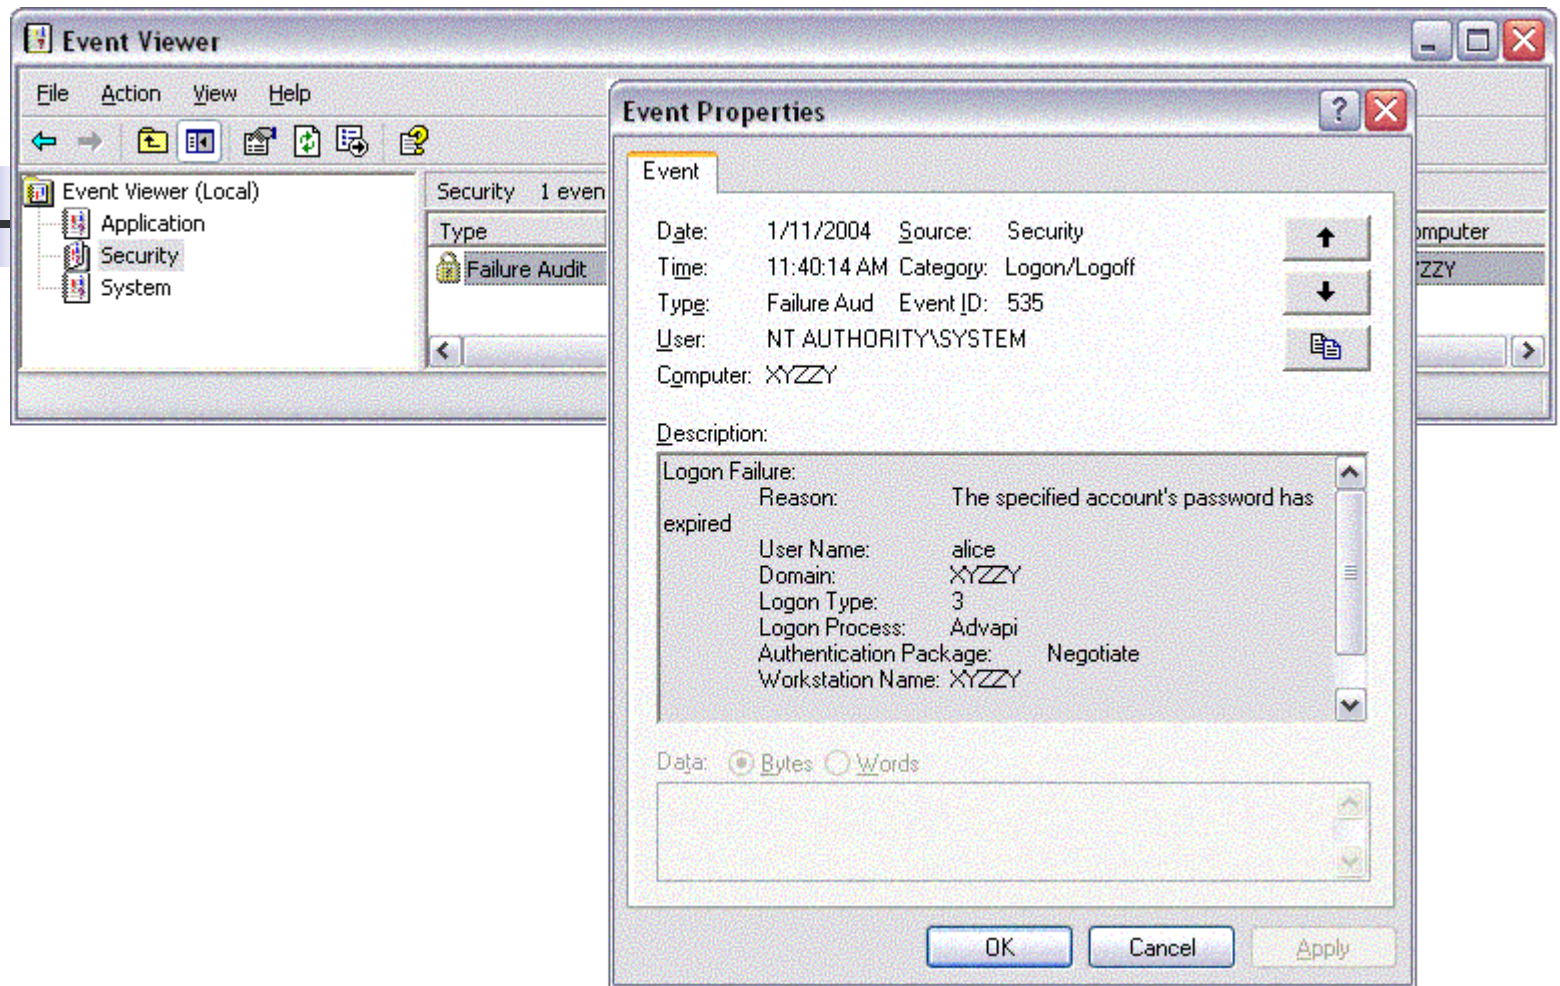 Event Viewer
File Action View Help
Event Viewer (Local)
Application
Security
System
Security 1 even
Type
Failure Audit
omputer
YZZY
Event Properties
Event
Date: 1/11/2004 Source: Security
Time: 11:40:14 AM Category: Logon/Logoff
Type: Failure Aud Event ID: 535
User: NT AUTHORITY\SYSTEM
Computer: XYZZY
Description:
Logon Failure:
Reason: The specified account's password has
expired
User Name: alice
Domain: XYZZY
Logon Type: 3
Logon Process: Advapi
Authentication Package: Negotiate
Workstation Name: XYZZY
Data: Bytes Words
OK Cancel Apply